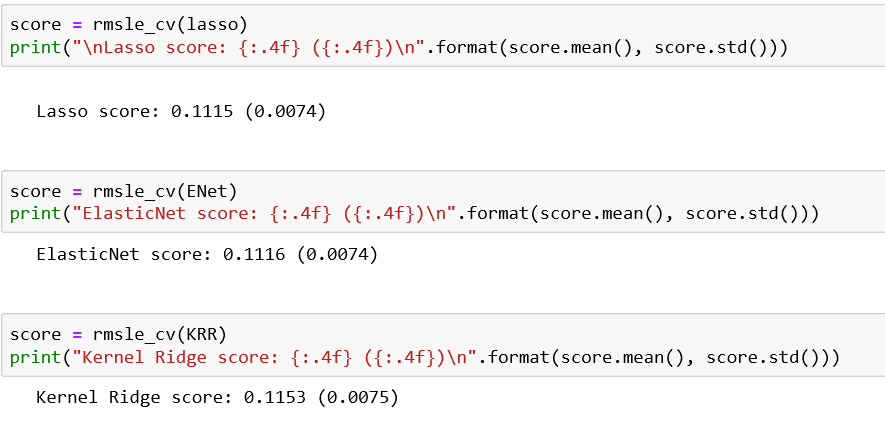 score = rmsle_cv(lasso)
print("\nLasso score: {:.4f} ({:.4f})\n".format(score.mean(), score.std()))
Lasso score: 0.1115 (0.0074)
score = rmsle_cv(ENet)
print("ElasticNet score: {:.4f} ({:.4f})\n".format(score.mean(), score.std()))
ElasticNet score: 0.1116 (0.0074)
score = rmsle_cv(KRR)
print("Kernel Ridge score: {:.4f} ({:.4f})\n".format(score.mean(), score.std()))
Kernel Ridge score: 0.1153 (0.0075)